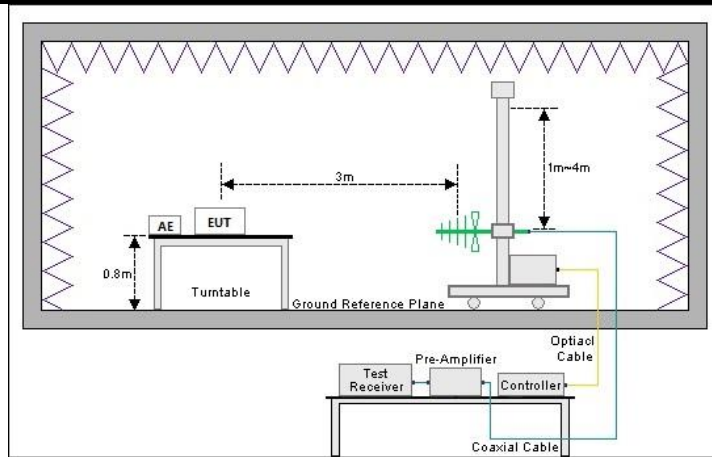 3m
1m~4m
AE
EUT
0.8m
Turntable
Ground Reference Plane
Optiacl
Cable
Pre-Amplifier
Test
Receiver
Controller
Coaxial Cable